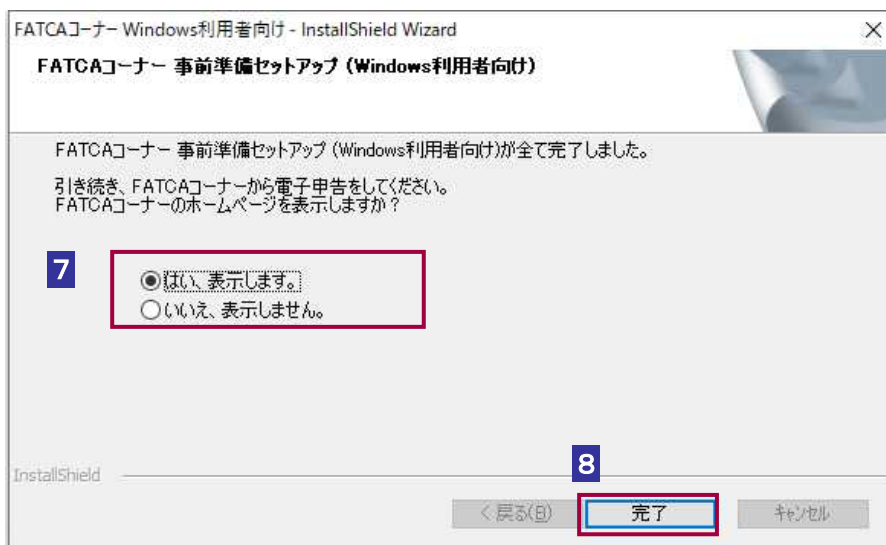 FATCAコーナー Windows利用者向け - InstallShield Wizard
FATCAコーナー 事前準備セットアップ (Windows利用者向け)
FATCAコーナー 事前準備セットアップ (Windows利用者向け)が全て完了しました。
引き続き、FATCAコーナーから電子申告をしてください。
FATCAコーナーのホームページを表示しますか?
7
はい、表示します。
いいえ、表示しません。
InstallShield
8
< 戻る(B)
完了
キャンセル